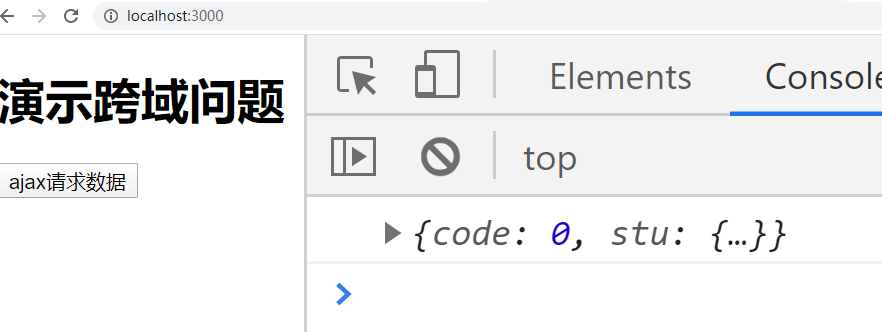 localhost:3000
演示跨域问题
ajax请求数据
Elements
Console
top
{code: 0, stu: {…}}